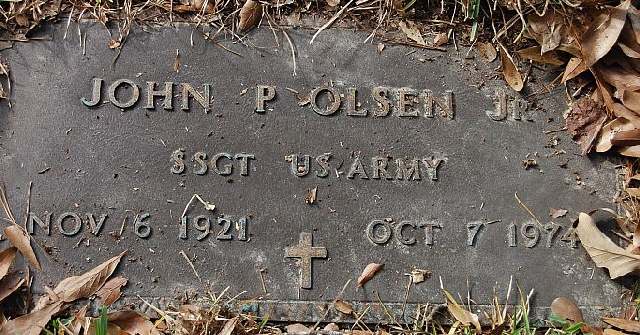 JOHN P OLSEN JR
SSGT US ARMY
NOV 6 1921 OCT 7 1974